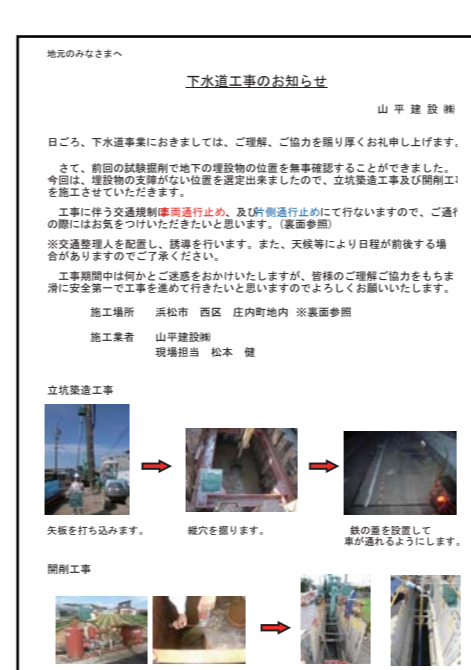 地元のみなさまへ
下水道工事のお知らせ
山平建設㈱
日ごろ、下水道事業におきましては、ご理解、ご協力を賜り厚くお礼申し上げます。
さて、前回の試験掘削で地下の埋設物の位置を無事確認することができました。
今回は、埋設物の支障がない位置を選定出来ましたので、立坑築造工事及び開削工
を施工させていただきます。
工事に伴う交通規制は車両通行止め、及び片側通行止めにて行ないますので、ご通行
の際にはお気をつけいただきたいと思います。(裏面参照)
※交通整理人を配置し、誘導を行います。また、天候等により日程が前後する場
合がありますのでご了承ください。
工事期間中は何かとご迷惑をおかけいたしますが、皆様のご理解ご協力をもちま
滑に安全第一で工事を進めて行きたいと思いますのでよろしくお願いいたします。
施工場所 浜松市 西区 庄内町地内 ※裏面参照
施工業者 山平建設㈱
現場担当 松本 健
立坑築造工事
矢板を打ち込みます。 縦穴を掘ります。 鉄の蓋を設置して
車が通れるようにします。
開削工事